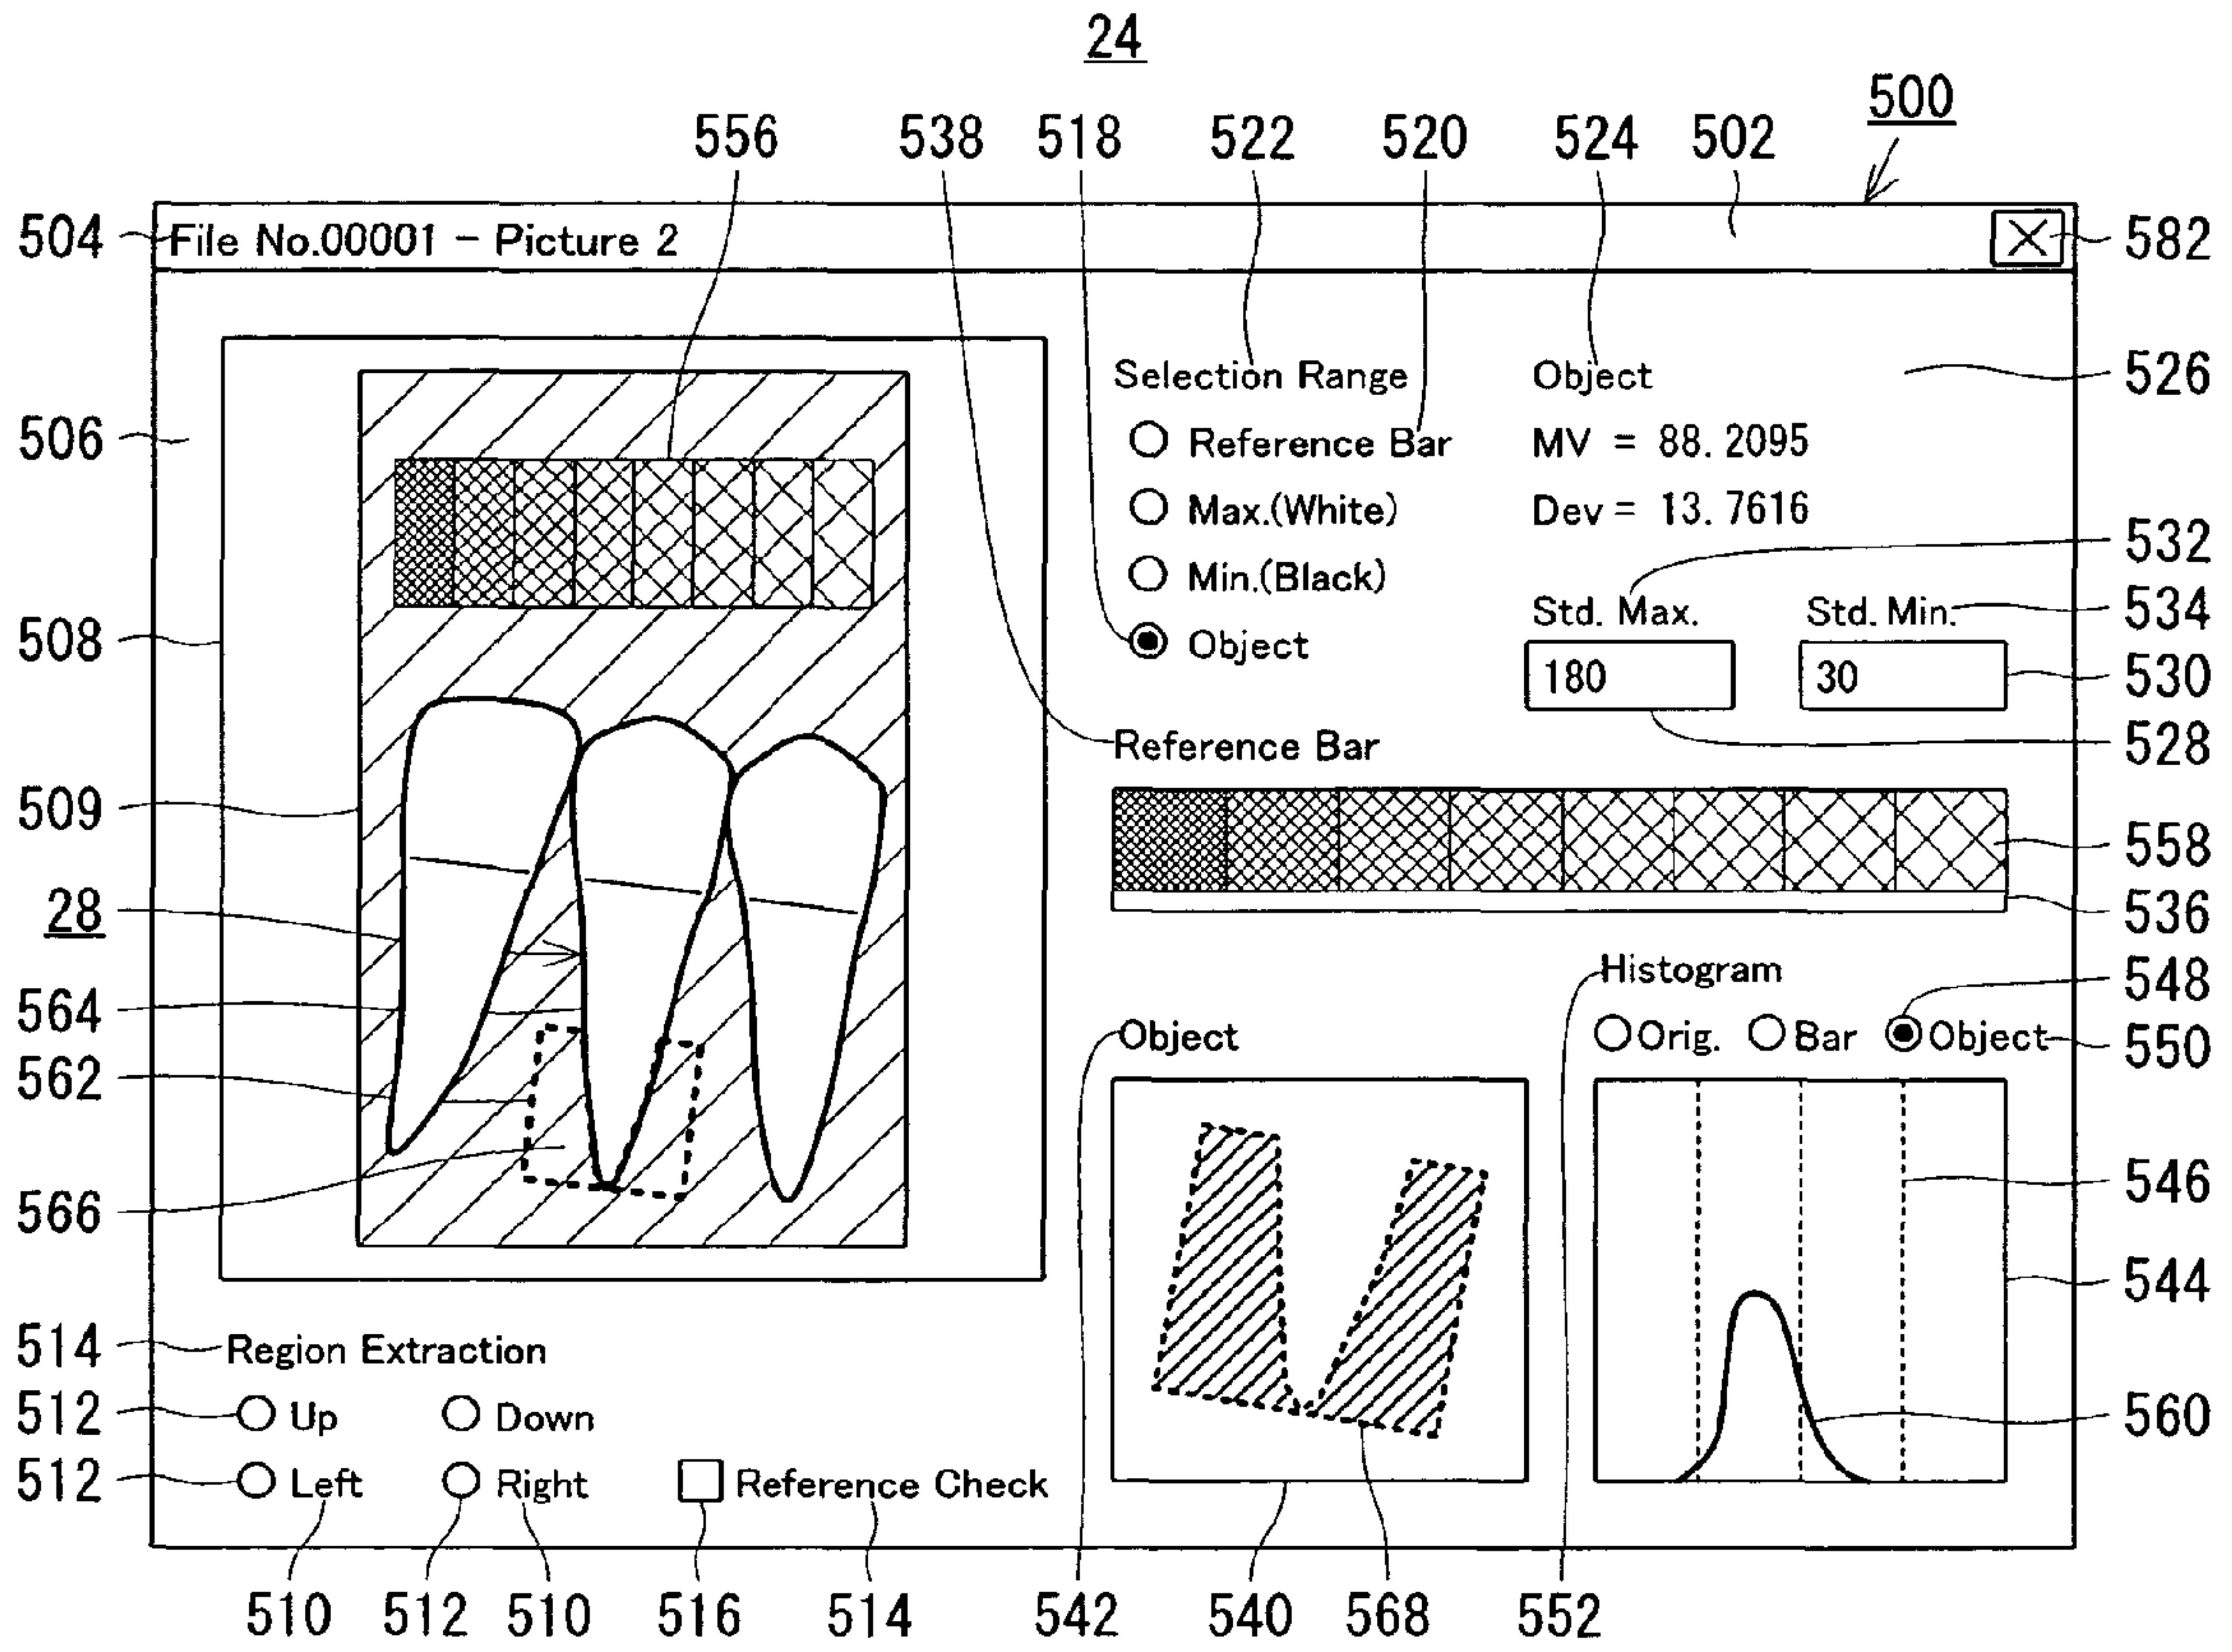 24
500
556 538 518 522 520 524 502
504 File No.00001 - Picture 2 582
Selection Range Object 526
506 Reference Bar MV = 88.2095
Max.(White) Dev = 13.7616
532
Min.(Black)
Std. Max. Std. Min. 534
508 Object
180 30 530
Reference Bar 528
509
558
28 536
Histogram 548
564 Object Orig. Bar Object 550
562
546
566
544
514 Region Extraction
512 Up Down 560
512 Left Right Reference Check
510 512 510 516 514 542 540 568 552